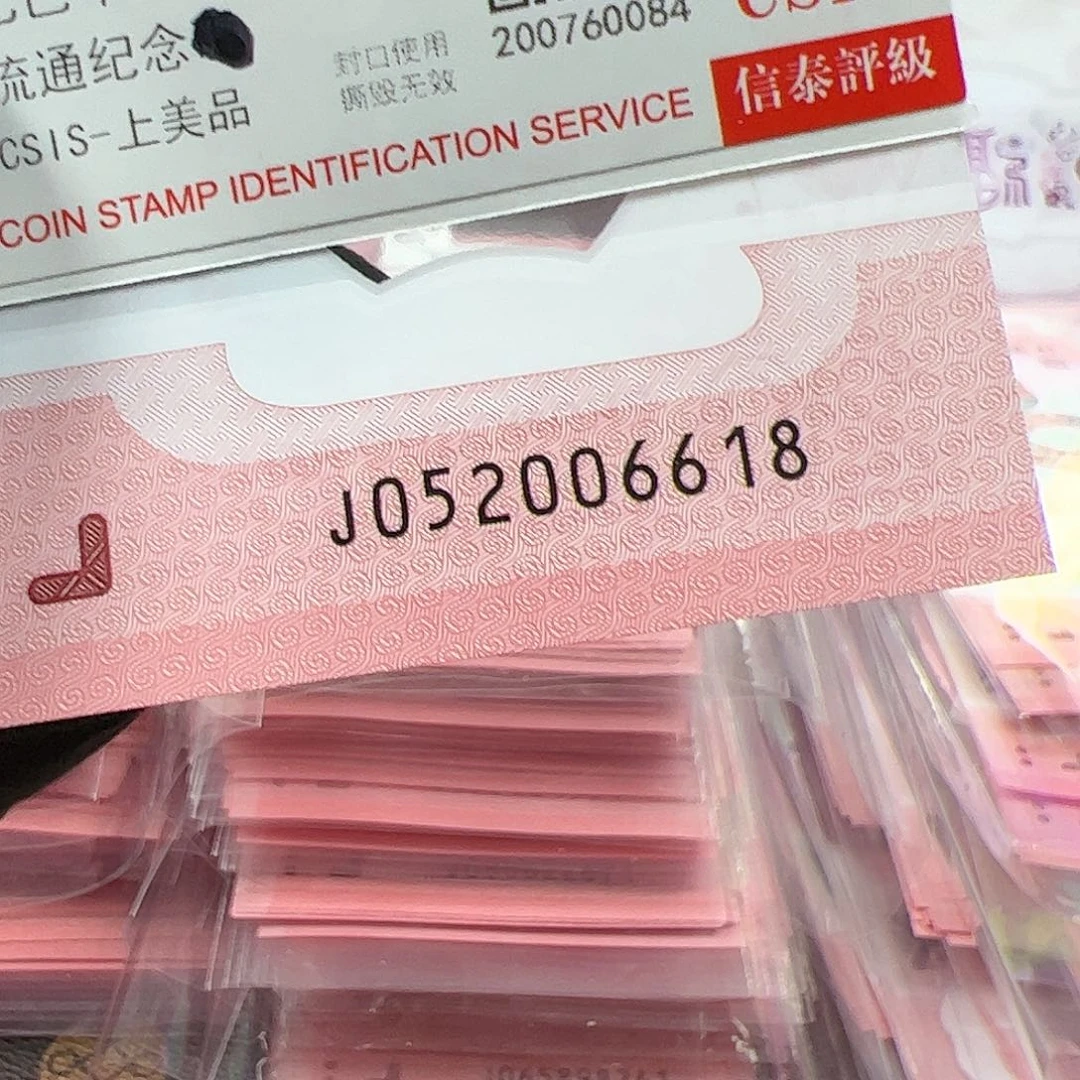 流通纪念
CSIS-上美品
封口使用
撕毁无效
200760084
信泰評級
COIN STAMP IDENTIFICATION SERVICE
J052006618